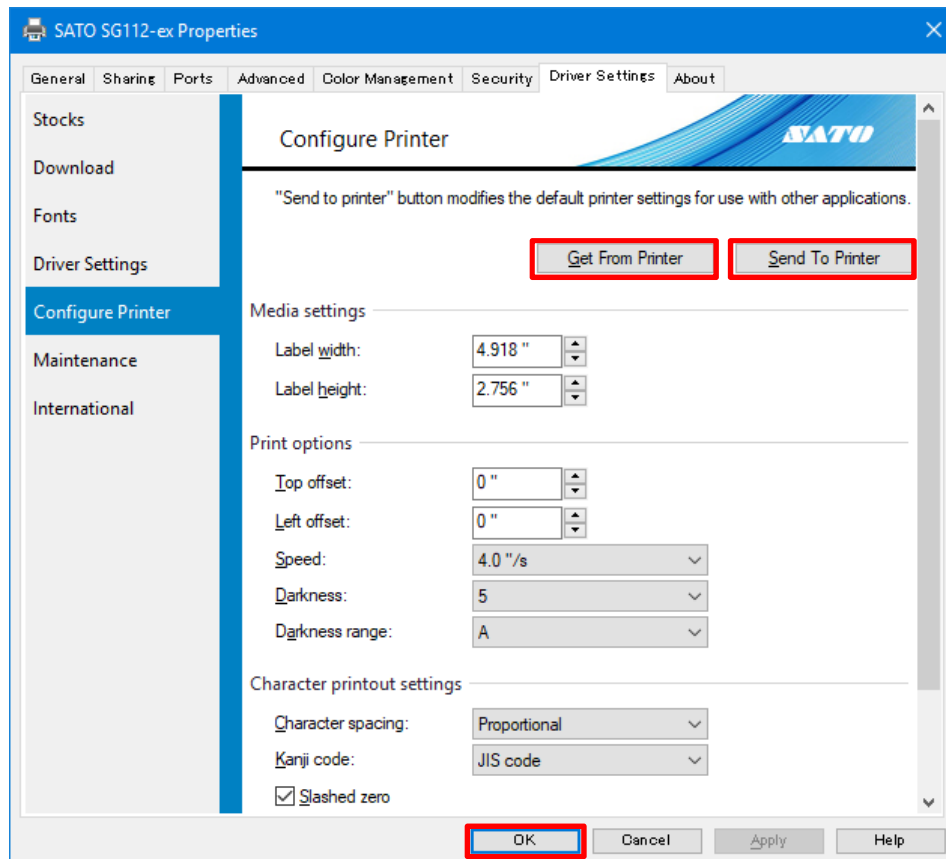 SATO SG112-ex Properties
General Sharing Ports Advanced Color Management Security Driver Settings About
Stocks
Download
Fonts
Driver Settings
Configure Printer
Maintenance
International
Configure Printer
SATO
"Send to printer" button modifies the default printer settings for use with other applications.
Get From Printer Send To Printer
Media settings
Label width: 4.918 "
Label height: 2.756 "
Print options
Top offset: 0 "
Left offset: 0 "
Speed: 4.0 "/s
Darkness: 5
Darkness range: A
Character printout settings
Character spacing: Proportional
Kanji code: JIS code
Slashed zero
OK Cancel Apply Help